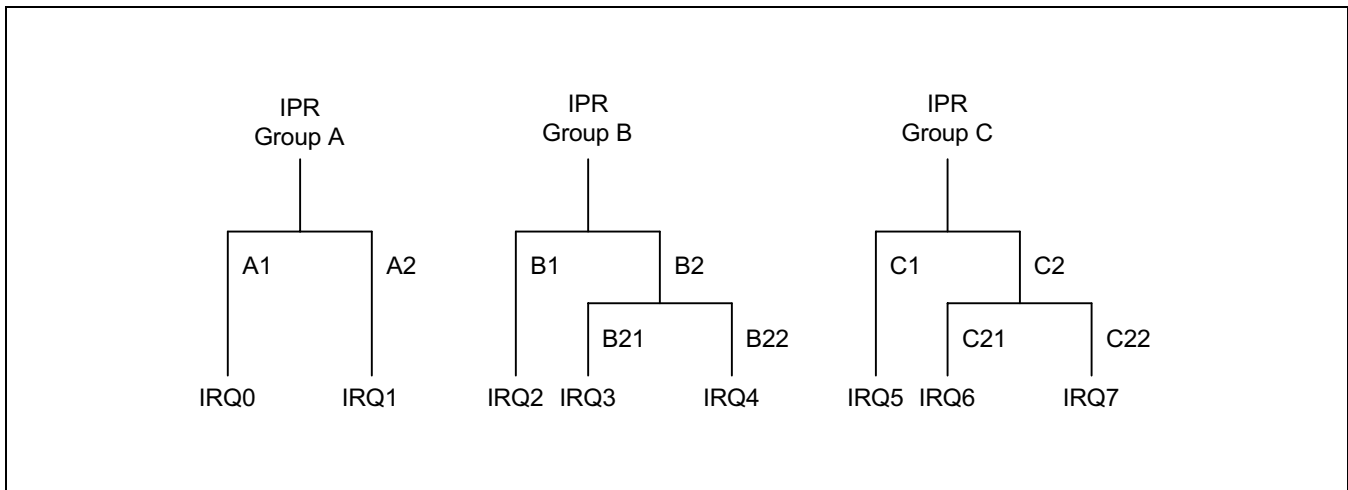 IPR
Group A
IPR
Group B
IPR
Group C
A1
A2
B1
B2
C1
C2
B21
B22
C21
C22
IRQ0
IRQ1
IRQ2
IRQ3
IRQ4
IRQ5
IRQ6
IRQ7